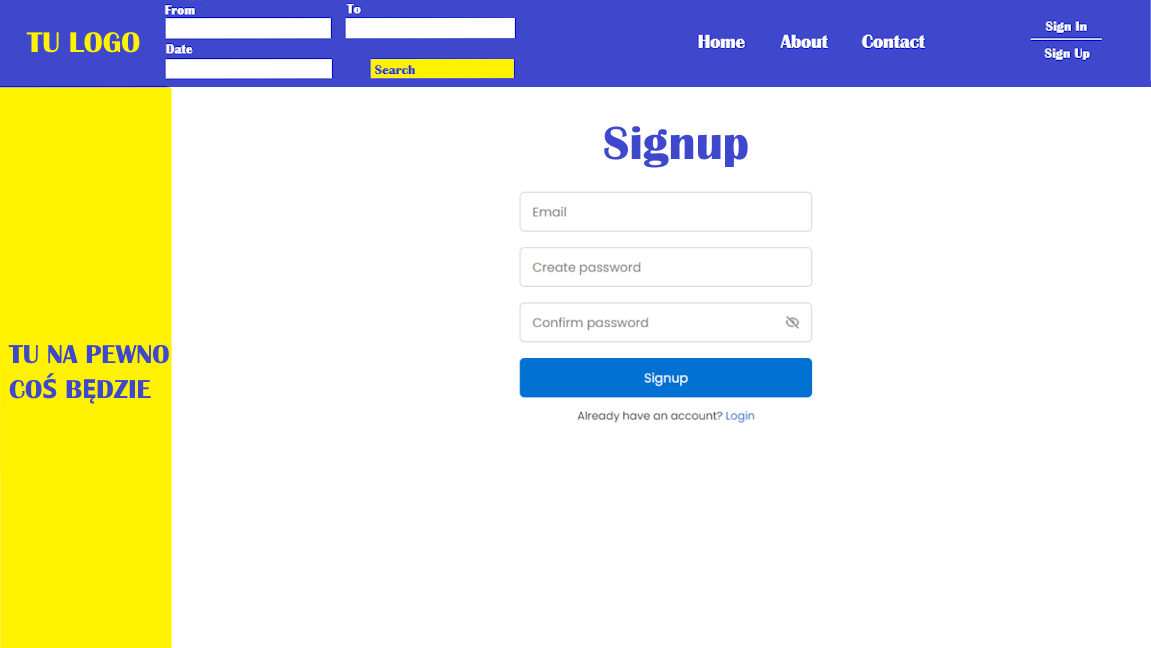 TU LOGO
From
To
Date
Search
Home
About
Contact
Sign In
Sign Up
Signup
Email
Create password
Confirm password
Signup
Already have an account? Login
TU NA PEWNO
COŚ BĘDZIE